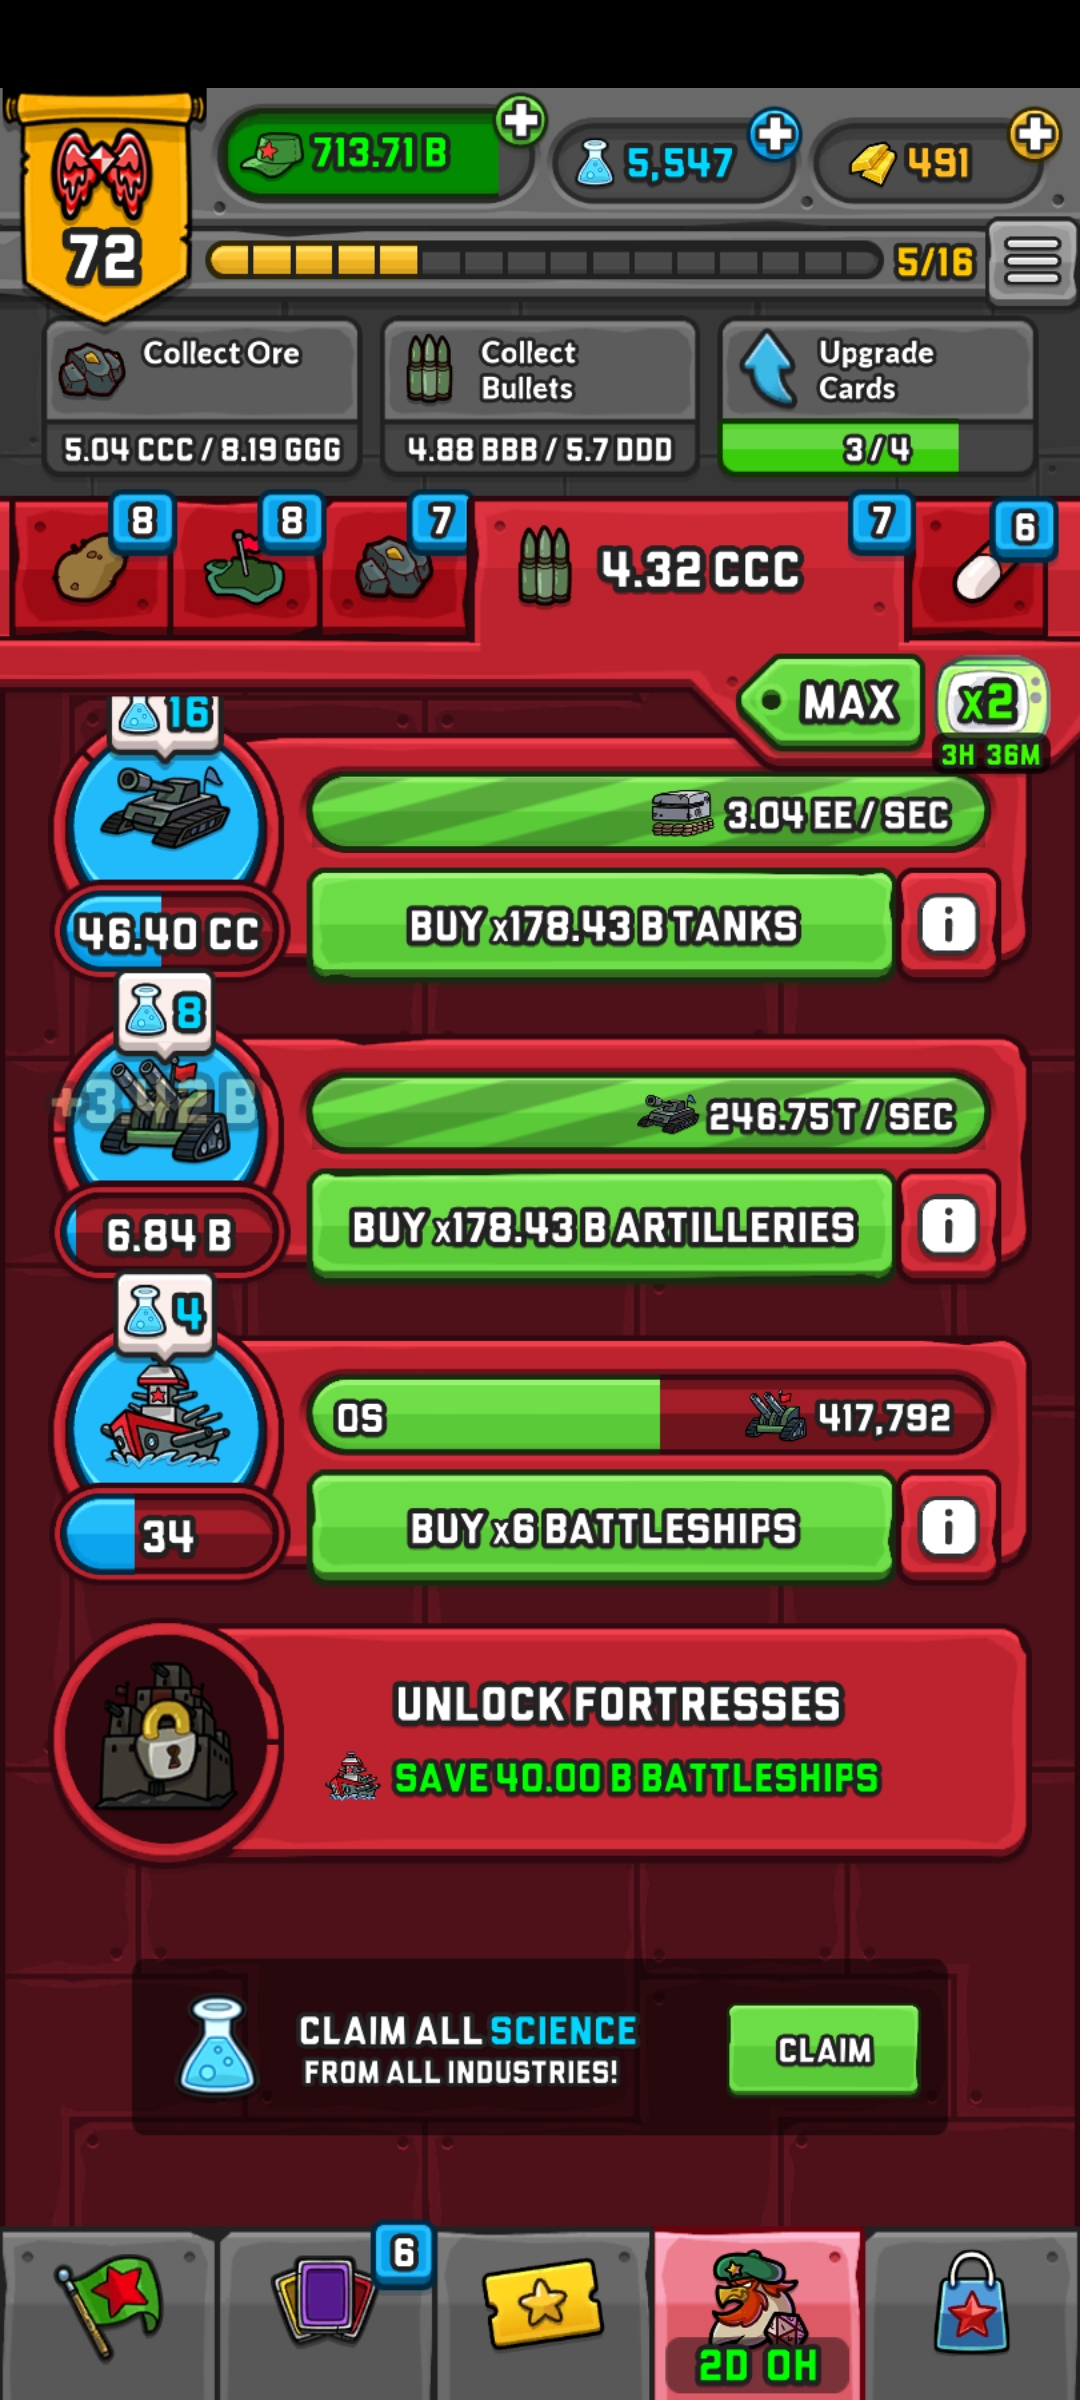 713.71 B
5,547
491
72
5/16
Collect Ore
5.04 CCC / 8.19 GGG
Collect
Bullets
4.88 BBB / 5.7 DDD
Upgrade
Cards
3/4
8
8
7
4.32 CCC
7
6
MAX
x2
3H 36M
16
3.04 EE / SEC
46.40 CC
BUY x178.43 B TANKS
i
8
246.75 T / SEC
6.84 B
BUY x178.43 B ARTILLERIES
i
4
0S
417,792
34
BUY x6 BATTLESHIPS
i
UNLOCK FORTRESSES
SAVE 40.00 B BATTLESHIPS
CLAIM ALL SCIENCE
FROM ALL INDUSTRIES!
CLAIM
6
2D 0H